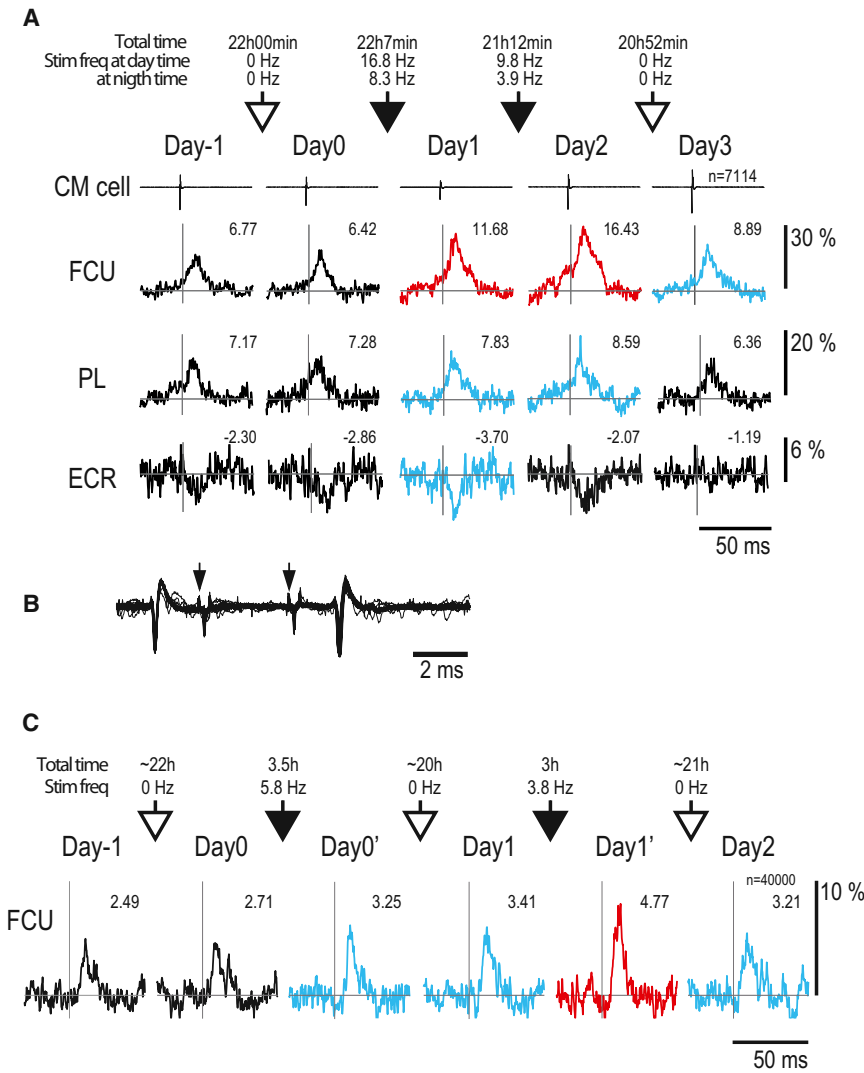 A
Total time 22h00min 22h7min 21h12min 20h52min
Stim freq at day time 0 Hz 16.8 Hz 9.8 Hz 0 Hz
at nigth time 0 Hz 8.3 Hz 3.9 Hz 0 Hz
Day-1 Day0 Day1 Day2 Day3
CM cell n=7114
FCU 6.77 6.42 11.68 16.43 8.89 30 %
PL 7.17 7.28 7.83 8.59 6.36 20 %
ECR -2.30 -2.86 -3.70 -2.07 -1.19 6 %
50 ms
B
2 ms
C
Total time ~22h 3.5h ~20h 3h ~21h
Stim freq 0 Hz 5.8 Hz 0 Hz 3.8 Hz 0 Hz
Day-1 Day0 Day0' Day1 Day1' Day2
n=40000
FCU 2.49 2.71 3.25 3.41 4.77 3.21 10 %
50 ms